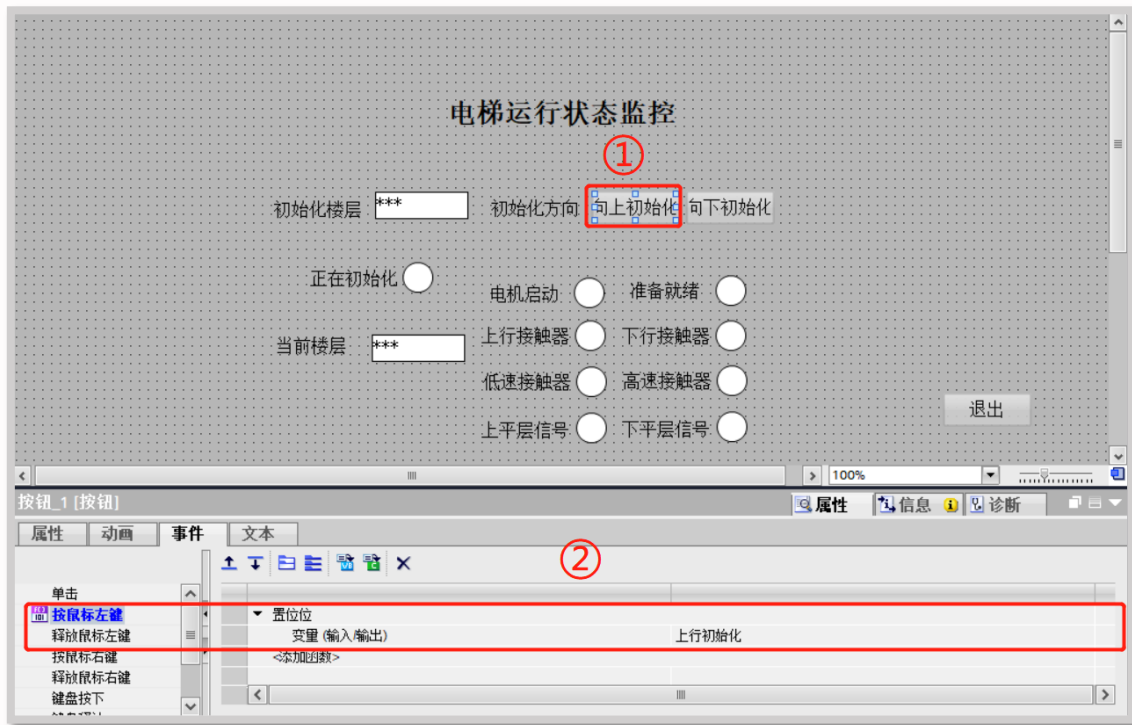 电梯运行状态监控
①
初始化楼层 *** 初始化方向 向上初始化 向下初始化
正在初始化
电机启动 准备就绪
当前楼层 *** 上行接触器 下行接触器
低速接触器 高速接触器
退出
上平层信号 下平层信号
100%
按钮_1 [按钮] 属性 信息 诊断
属性 动画 事件 文本
②
单击
按鼠标左键 置位位
释放鼠标左键 变量 (输入/输出) 上行初始化
按鼠标右键 <添加函数>
释放鼠标右键
键盘按下